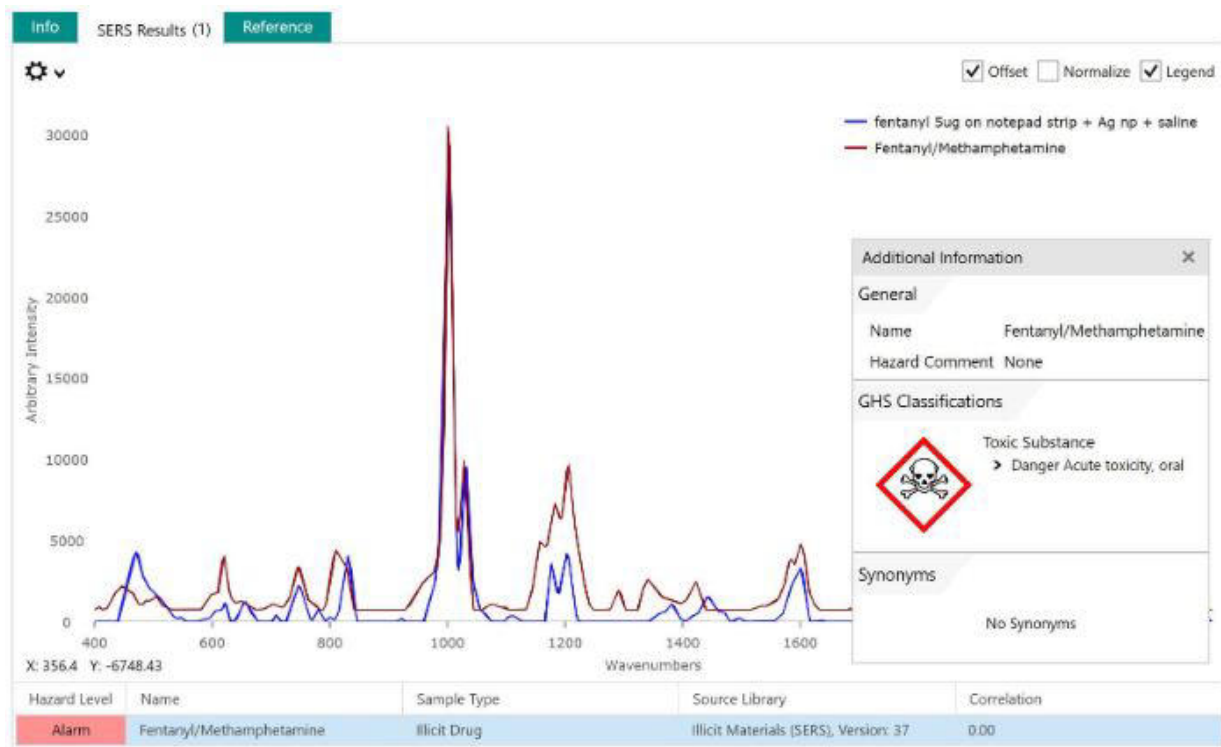 Info
SERS Results (1)
Reference
Offset
Normalize
Legend
fentanyl 5ug on notepad strip + Ag np + saline
Fentanyl/Methamphetamine
30000
25000
20000
15000
10000
5000
0
Arbitrary Intensity
400 600 800 1000 1200 1400 1600
X: 356.4 Y: -6748.43
Wavenumbers
Additional Information
General
Name Fentanyl/Methamphetamine
Hazard Comment None
GHS Classifications
Toxic Substance
> Danger Acute toxicity, oral
Synonyms
No Synonyms
Hazard Level Name Sample Type Source Library Correlation
Alarm Fentanyl/Methamphetamine Illicit Drug Illicit Materials (SERS), Version: 37 0.00